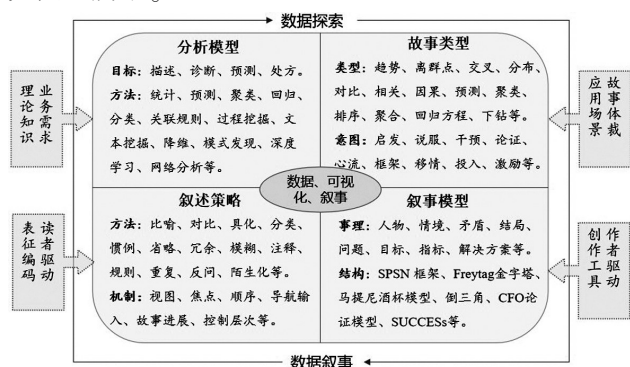 数据探索
分析模型
目标：描述、诊断、预测、处方。
方法：统计、预测、聚类、回归、
分类、关联规则、过程挖掘、文
本挖掘、降维、模式发现、深度
学习、网络分析等。
故事类型
类型：趋势、离群点、交叉、分布、
对比、相关、因果、预测、聚类、
排序、聚合、回归方程、下钻等。
意图：启发、说服、干预、论证、
心流、框架、移情、投入、激励等。
业务需求
理论知识
故事体裁
应用场景
数据、可视
化、叙事
叙述策略
方法：比喻、对比、具化、分类、
惯例、省略、冗余、模糊、注释、
规则、重复、反问、陌生化等。
机制：视图、焦点、顺序、导航输
入、故事进展、控制层次等。
叙事模型
事理：人物、情境、矛盾、结局、
问题、目标、指标、解决方案等。
结构：SPSN 框架、Freytag金字塔、
马提尼酒杯模型、倒三角、CFO论
证模型、SUCCESs等。
读者驱动
表征编码
作者驱动
创作工具
数据叙事